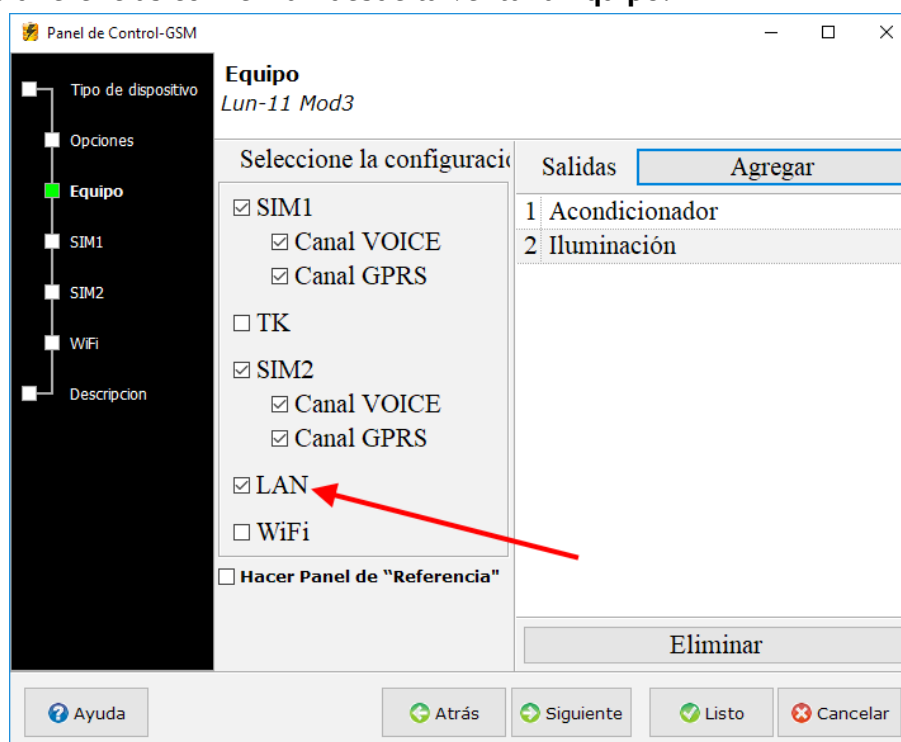 Panel de Control-GSM
Tipo de dispositivo
Opciones
Equipo
SIM1
SIM2
WiFi
Descripcion
Equipo
Lun-11 Mod3
Seleccione la configuració
SIM1
Canal VOICE
Canal GPRS
TK
SIM2
Canal VOICE
Canal GPRS
LAN
WiFi
Hacer Panel de “Referencia"
Salidas Agregar
1 Acondicionador
2 Iluminación
Eliminar
Ayuda Atrás Siguiente Listo Cancelar